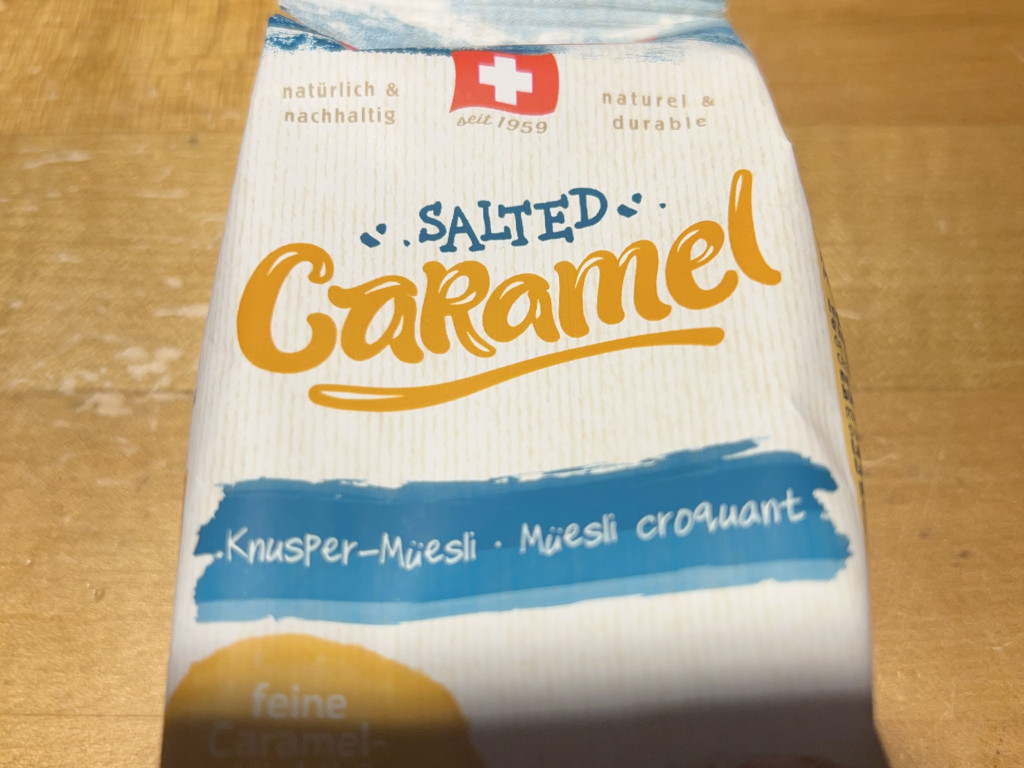 natürlich &
nachhaltig
seit 1959
naturel &
durable
SALTED
Caramel
Knusper-Müesli · Müesli croquant
feine
Caramel-